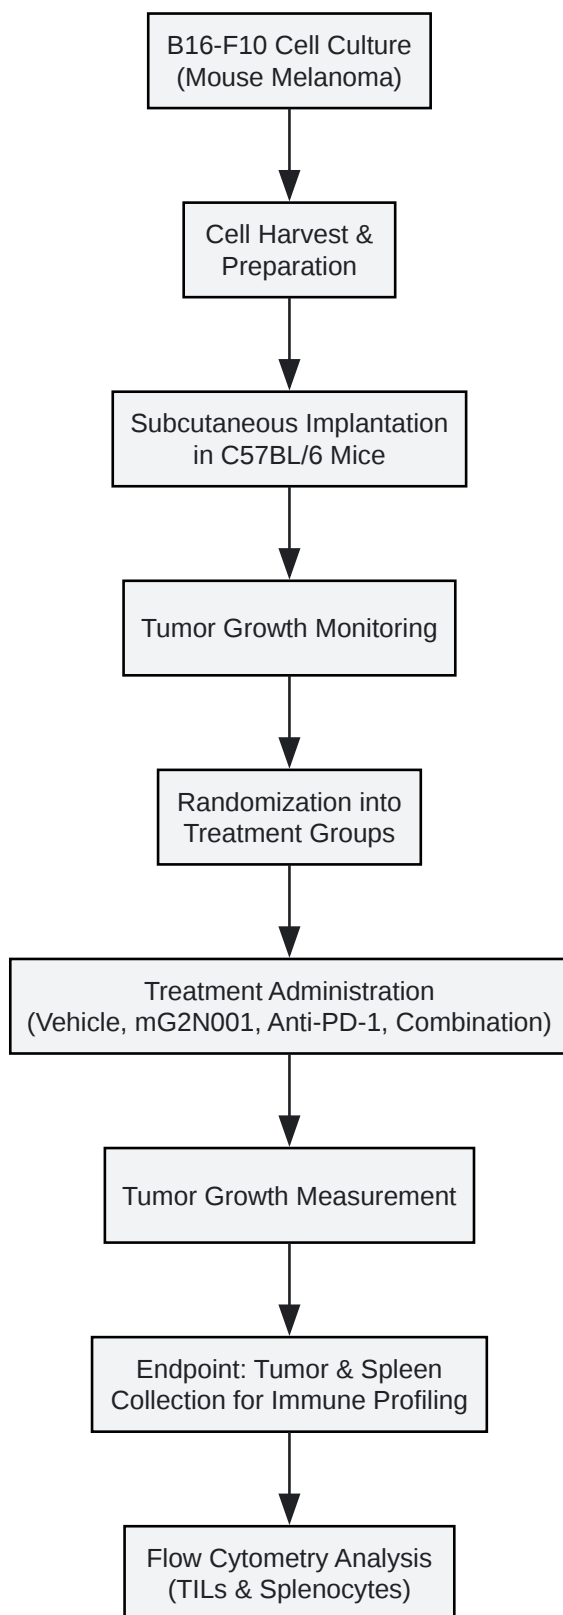 B16-F10 Cell Culture
(Mouse Melanoma)
Cell Harvest &
Preparation
Subcutaneous Implantation
in C57BL/6 Mice
Tumor Growth Monitoring
Randomization into
Treatment Groups
Treatment Administration
(Vehicle, mG2N001, Anti-PD-1, Combination)
Tumor Growth Measurement
Endpoint: Tumor & Spleen
Collection for Immune Profiling
Flow Cytometry Analysis
(TILs & Splenocytes)